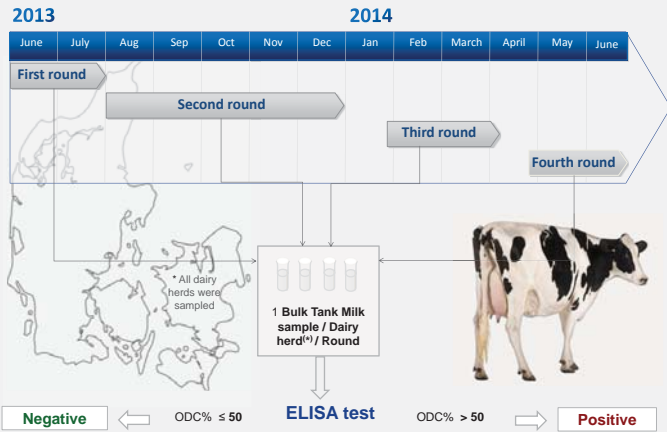 2013
2014
June July Aug Sep Oct Nov Dec Jan Feb March April May June
First round
Second round
Third round
Fourth round
* All dairy
herds were
sampled
1 Bulk Tank Milk
sample / Dairy
herd(*) / Round
Negative
ODC% ≤ 50
ELISA test
ODC% > 50
Positive